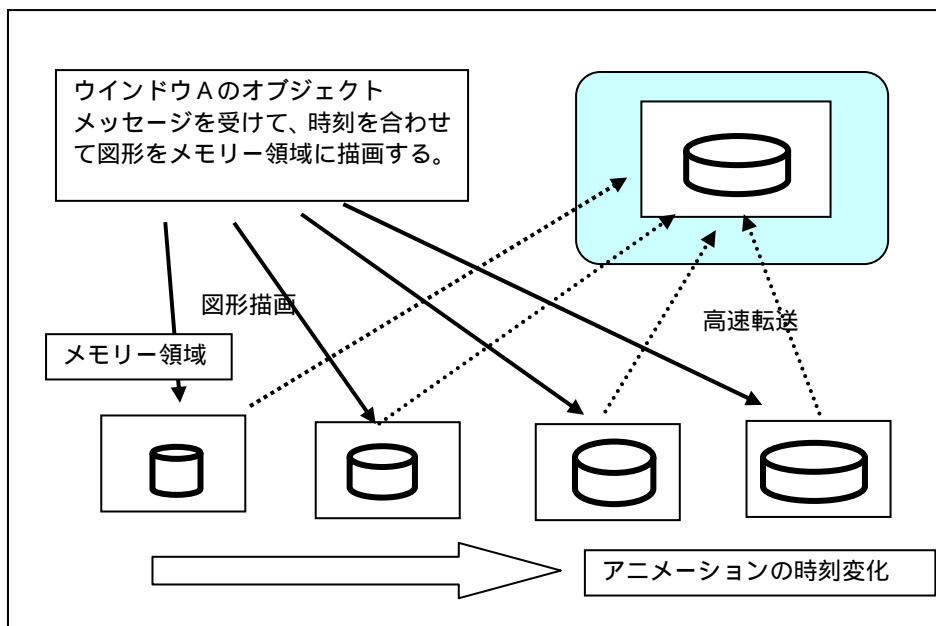 ウインドウAのオブジェクト
メッセージを受けて、時刻を合わせ
て図形をメモリー領域に描画する。
図形描画
高速転送
メモリー領域
アニメーションの時刻変化